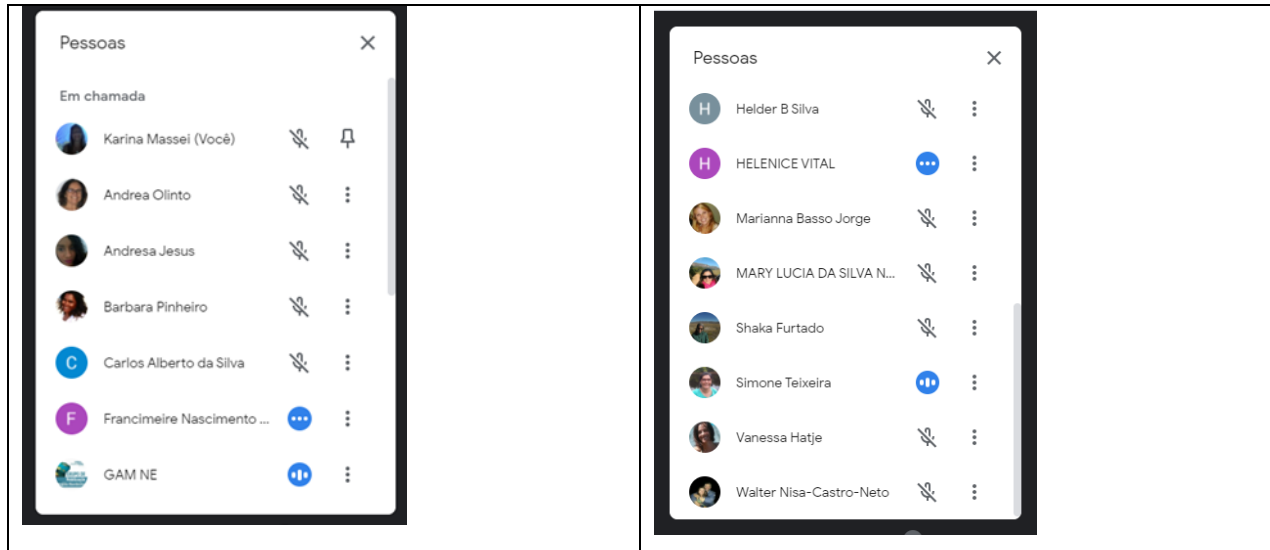 Pessoas
Em chamada
Karina Massei (Você)
Andrea Olinto
Andresa Jesus
Barbara Pinheiro
C
Carlos Alberto da Silva
F
Francimeire Nascimento ...
GAM NE
Pessoas
H
Helder B Silva
H
HELENICE VITAL
Marianna Basso Jorge
MARY LUCIA DA SILVA N...
Shaka Furtado
Simone Teixeira
Vanessa Hatje
Walter Nisa-Castro-Neto